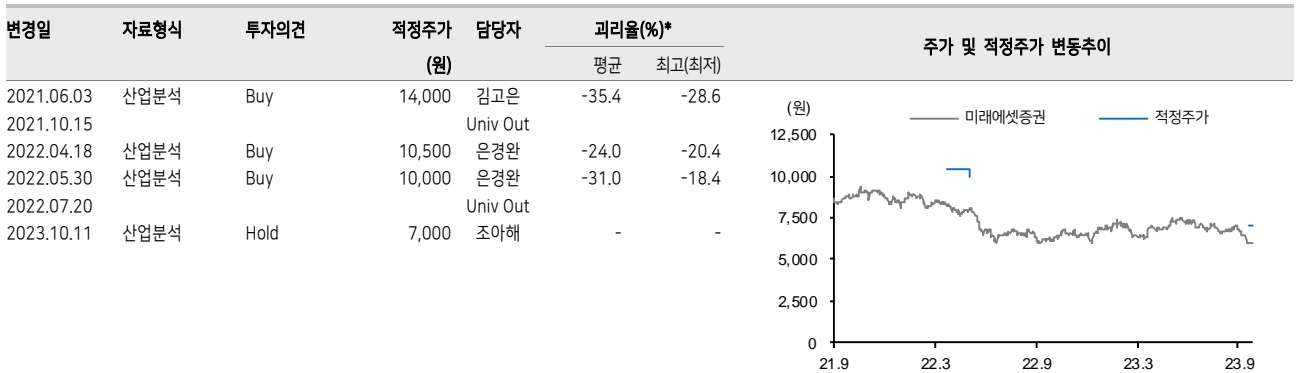 변경일 자료형식 투자의견 적정주가 담당자 괴리율(%)* 주가 및 적정주가 변동추이
(원) 평균 최고(최저)
2021.06.03 산업분석 Buy 14,000 김고은 -35.4 -28.6
2021.10.15 Univ Out
2022.04.18 산업분석 Buy 10,500 은경완 -24.0 -20.4
2022.05.30 산업분석 Buy 10,000 은경완 -31.0 -18.4
2022.07.20 Univ Out
2023.10.11 산업분석 Hold 7,000 조아해 - -
(원) 미래에셋증권 적정주가
12,500
10,000
7,500
5,000
2,500
0
21.9 22.3 22.9 23.3 23.9